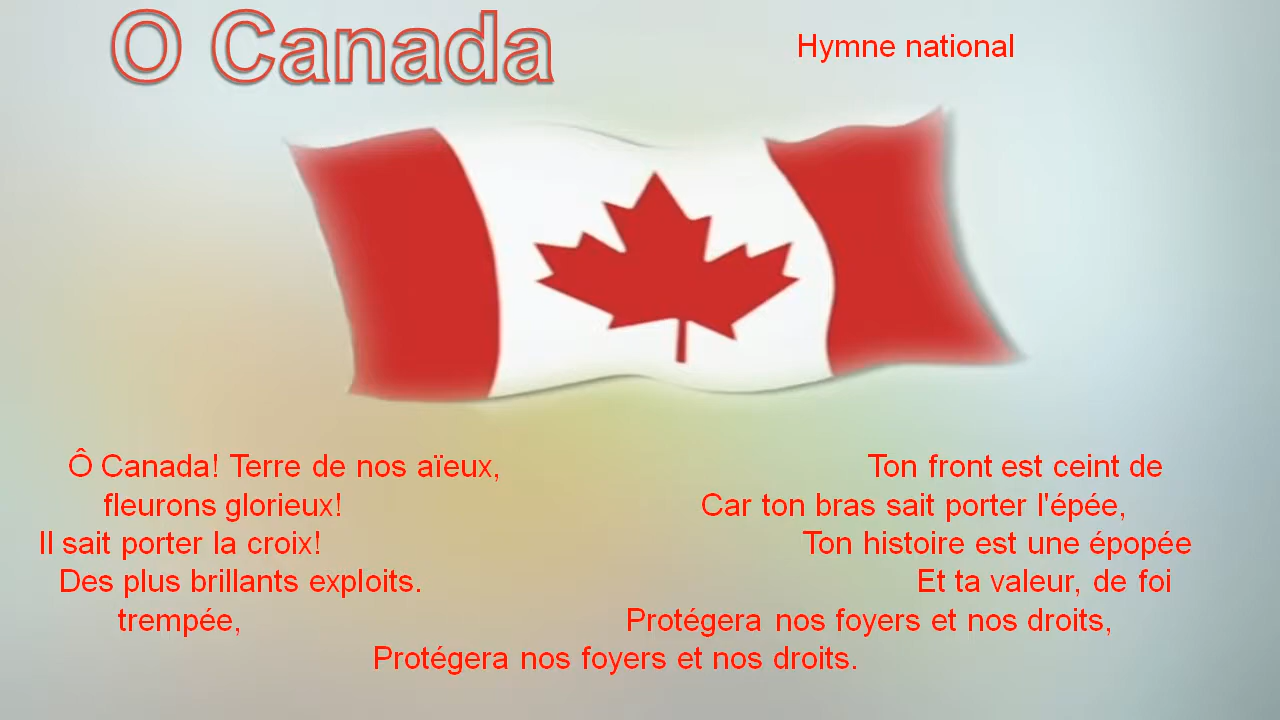 O Canada
Hymne national
Ô Canada! Terre de nos aïeux, Ton front est ceint de
fleurons glorieux! Car ton bras sait porter l'épée,
Il sait porter la croix! Ton histoire est une épopée
Des plus brillants exploits. Et ta valeur, de foi
trempée, Protégera nos foyers et nos droits,
Protégera nos foyers et nos droits.